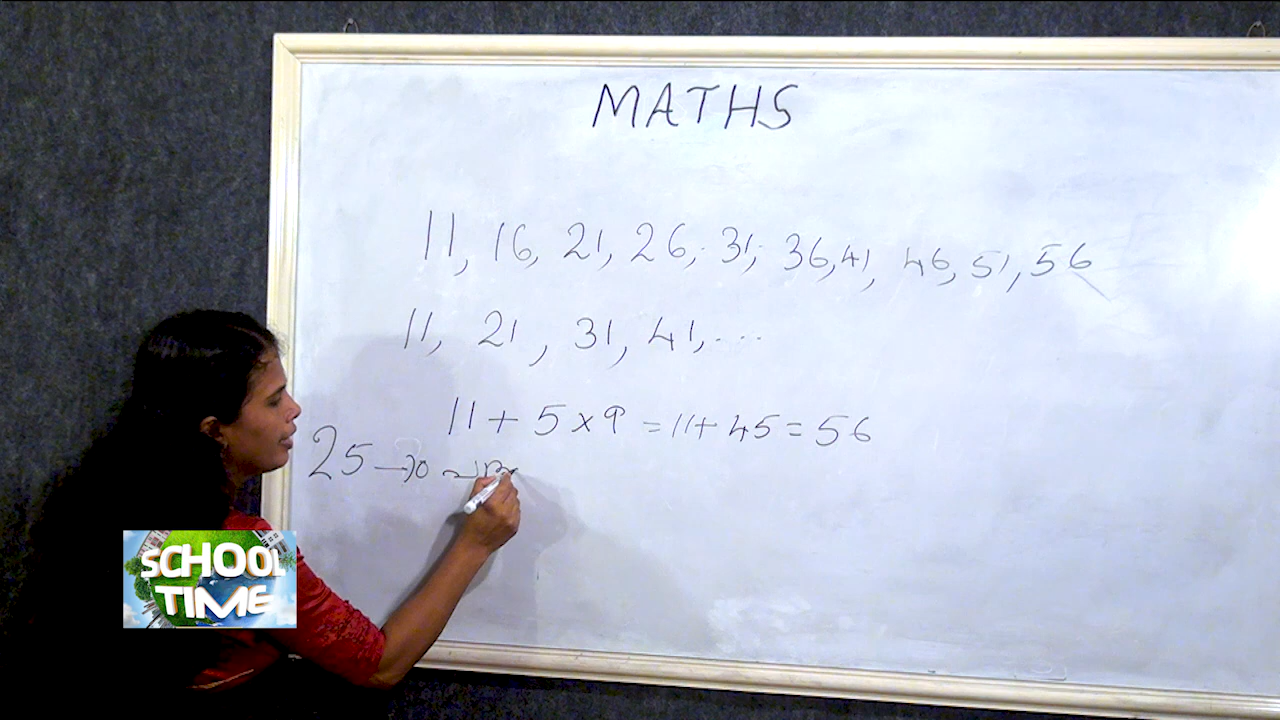 MATHS
11, 16, 21, 26, 31, 36, 41, 46, 51, 56
11, 21, 31, 41, ...
11 + 5 × 9 = 11 + 45 = 56
25 -ാം
SCHOOL
TIME